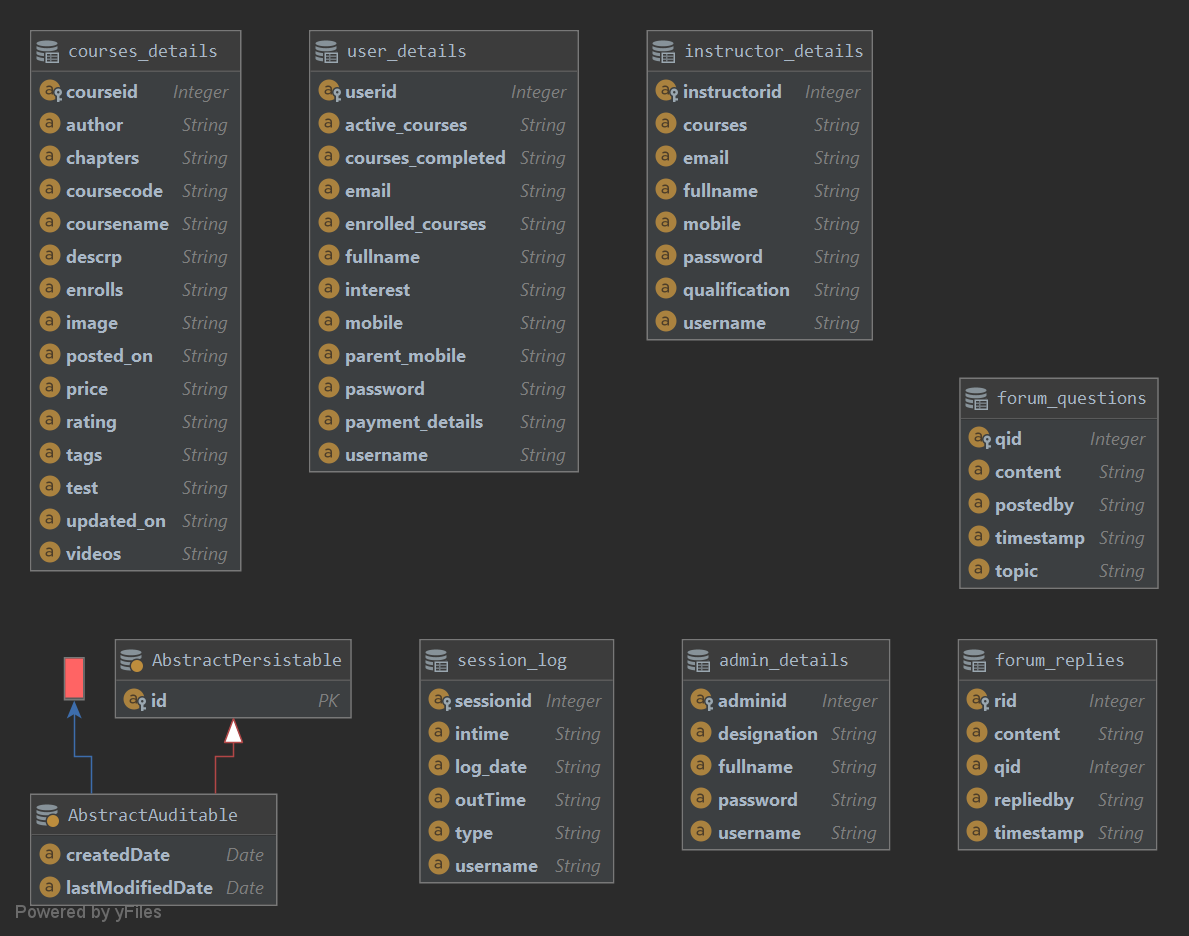 courses_details
courseid Integer
author String
chapters String
coursecode String
coursename String
descrp String
enrolls String
image String
posted_on String
price String
rating String
tags String
test String
updated_on String
videos String
user_details
userid Integer
active_courses String
courses_completed String
email String
enrolled_courses String
fullname String
interest String
mobile String
parent_mobile String
password String
payment_details String
username String
instructor_details
instructorid Integer
courses String
email String
fullname String
mobile String
password String
qualification String
username String
forum_questions
qid Integer
content String
postedby String
timestamp String
topic String
AbstractPersistable
id PK
AbstractAuditable
createdDate Date
lastModifiedDate Date
session_log
sessionid Integer
intime String
log_date String
outTime String
type String
username String
admin_details
adminid Integer
designation String
fullname String
password String
username String
forum_replies
rid Integer
content String
qid Integer
repliedby String
timestamp String
Powered by yFiles